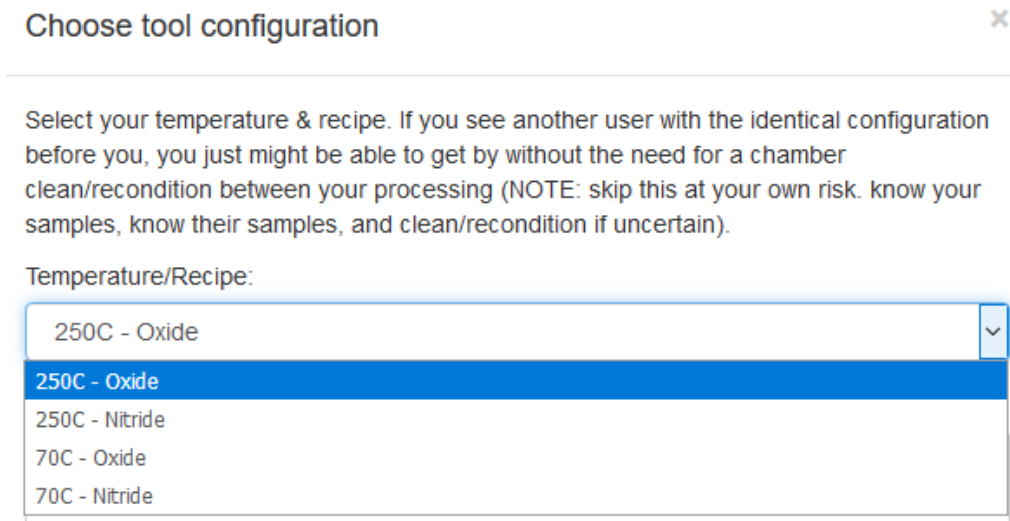 Choose tool configuration
×
Select your temperature & recipe. If you see another user with the identical configuration
before you, you just might be able to get by without the need for a chamber
clean/recondition between your processing (NOTE: skip this at your own risk. know your
samples, know their samples, and clean/recondition if uncertain).
Temperature/Recipe:
250C - Oxide
250C - Oxide
250C - Nitride
70C - Oxide
70C - Nitride